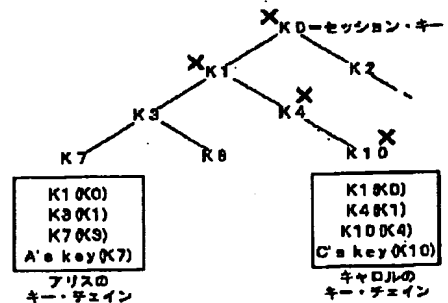 K0ーセッション・キー
K1
K2
K3
K4
K7
K8
K10
K1(K0)
K3(K1)
K7(K3)
A's key(K7)
アリスの
キー・チェイン
K1(K0)
K4(K1)
K10(K4)
C's key(K10)
キャロルの
キー・チェイン